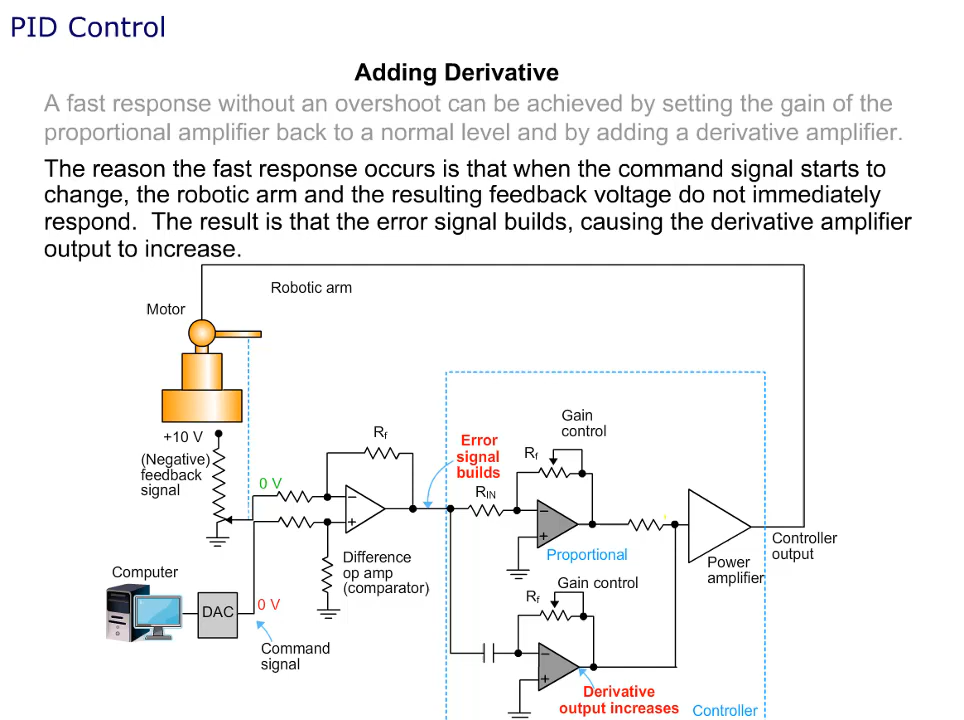 PID Control
Adding Derivative
A fast response without an overshoot can be achieved by setting the gain of the
proportional amplifier back to a normal level and by adding a derivative amplifier.
The reason the fast response occurs is that when the command signal starts to
change, the robotic arm and the resulting feedback voltage do not immediately
respond.  The result is that the error signal builds, causing the derivative amplifier
output to increase.
Robotic arm
Motor
+10 V
(Negative)
feedback
signal
0 V
Rf
−
+
Difference
op amp
(comparator)
Computer
DAC
0 V
Command
signal
Error
signal
builds
RIN
Gain
control
Rf
−
+
Proportional
Gain control
Rf
−
+
Derivative
output increases
Power
amplifier
Controller
output
Controller